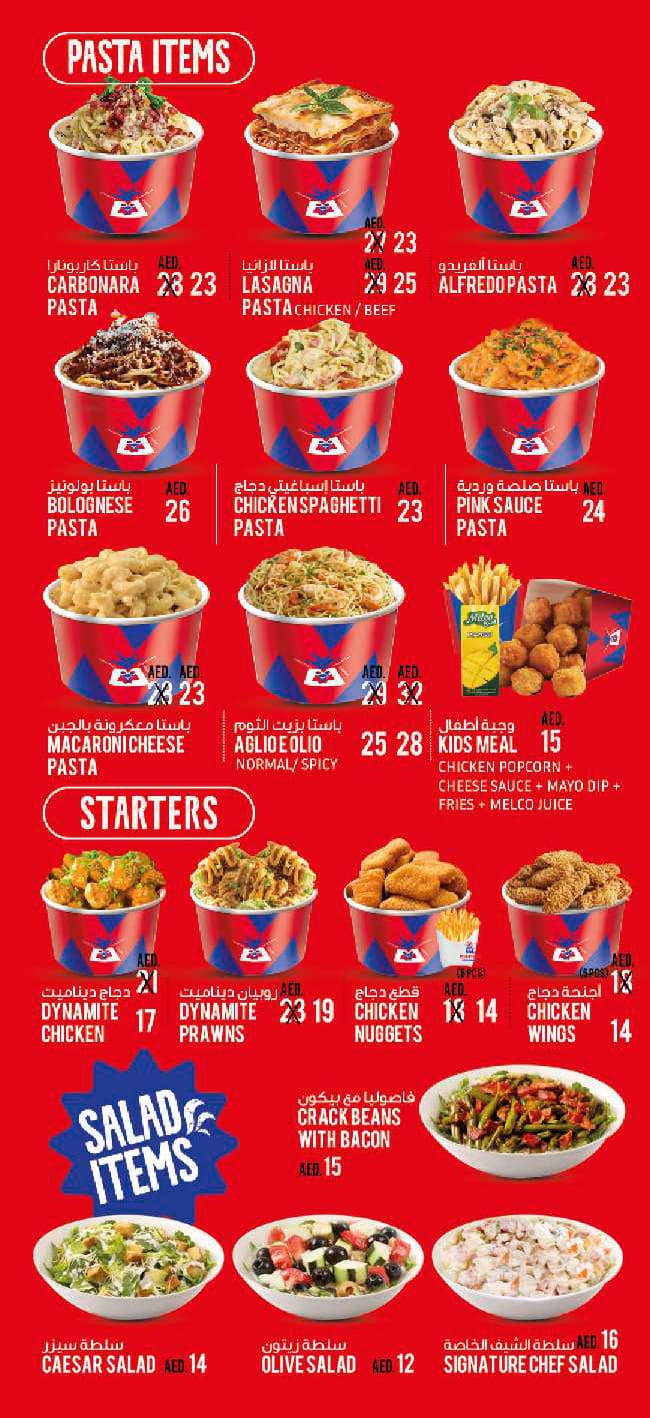 PASTA ITEMS
باستا كاربونارا
CARBONARA
PASTA
AED.
28 23
باستا لازانيا
LASAGNA
PASTA CHICKEN / BEEF
AED.
27 23
AED.
29 25
باستا ألفريدو
ALFREDO PASTA
AED.
28 23
باستا بولونيز
BOLOGNESE
PASTA
AED.
26
باستا إسباغيتي دجاج
CHICKEN SPAGHETTI
PASTA
AED.
23
باستا صلصة وردية
PINK SAUCE
PASTA
AED.
24
AED.
28 23
باستا معكرونة بالجبن
MACARONI CHEESE
PASTA
AED. AED.
29 32
باستا بزيت الثوم
AGLIO E OLIO
NORMAL/ SPICY
25 28
Melco
وجبة أطفال
KIDS MEAL
AED.
15
CHICKEN POPCORN +
CHEESE SAUCE + MAYO DIP +
FRIES + MELCO JUICE
STARTERS
دجاج ديناميت
DYNAMITE
CHICKEN
AED.
21
17
روبيان ديناميت
DYNAMITE
PRAWNS
AED.
23 19
قطع دجاج
CHICKEN
NUGGETS
(6PCS)
AED.
18 14
أجنحة دجاج
CHICKEN
WINGS
(6PCS)
AED.
18
14
SALAD
ITEMS
فاصوليا مع بيكون
CRACK BEANS
WITH BACON
AED. 15
سلطة سيزر
CAESAR SALAD AED. 14
سلطة زيتون
OLIVE SALAD AED. 12
سلطة الشيف الخاصة
SIGNATURE CHEF SALAD
AED. 16